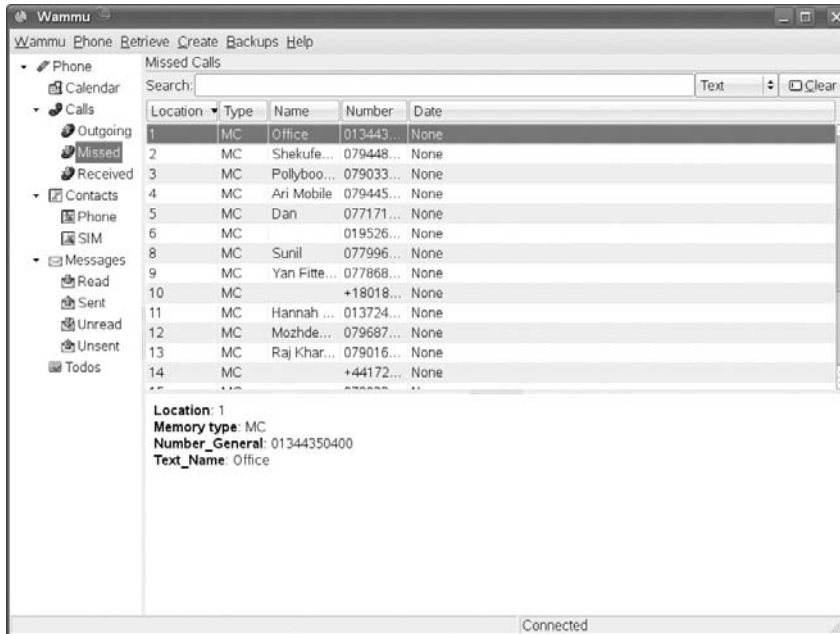 Wammu
Wammu Phone Retrieve Create Backups Help
Phone
Calendar
Calls
Outgoing
Missed
Received
Contacts
Phone
SIM
Messages
Read
Sent
Unread
Unsent
Todos
Missed Calls
Search: Text Clear
Location Type Name Number Date
1 MC Office 013443... None
2 MC Shekufe... 079448... None
3 MC Pollyboo... 079033... None
4 MC Ari Mobile 079445... None
5 MC Dan 077171... None
6 MC 019526... None
8 MC Sunil 077996... None
9 MC Yan Fitte... 077868... None
10 MC +18018... None
11 MC Hannah ... 013724... None
12 MC Mozhde... 079687... None
13 MC Raj Khar... 079016... None
14 MC +44172... None
Location: 1
Memory type: MC
Number_General: 01344350400
Text_Name: Office
Connected